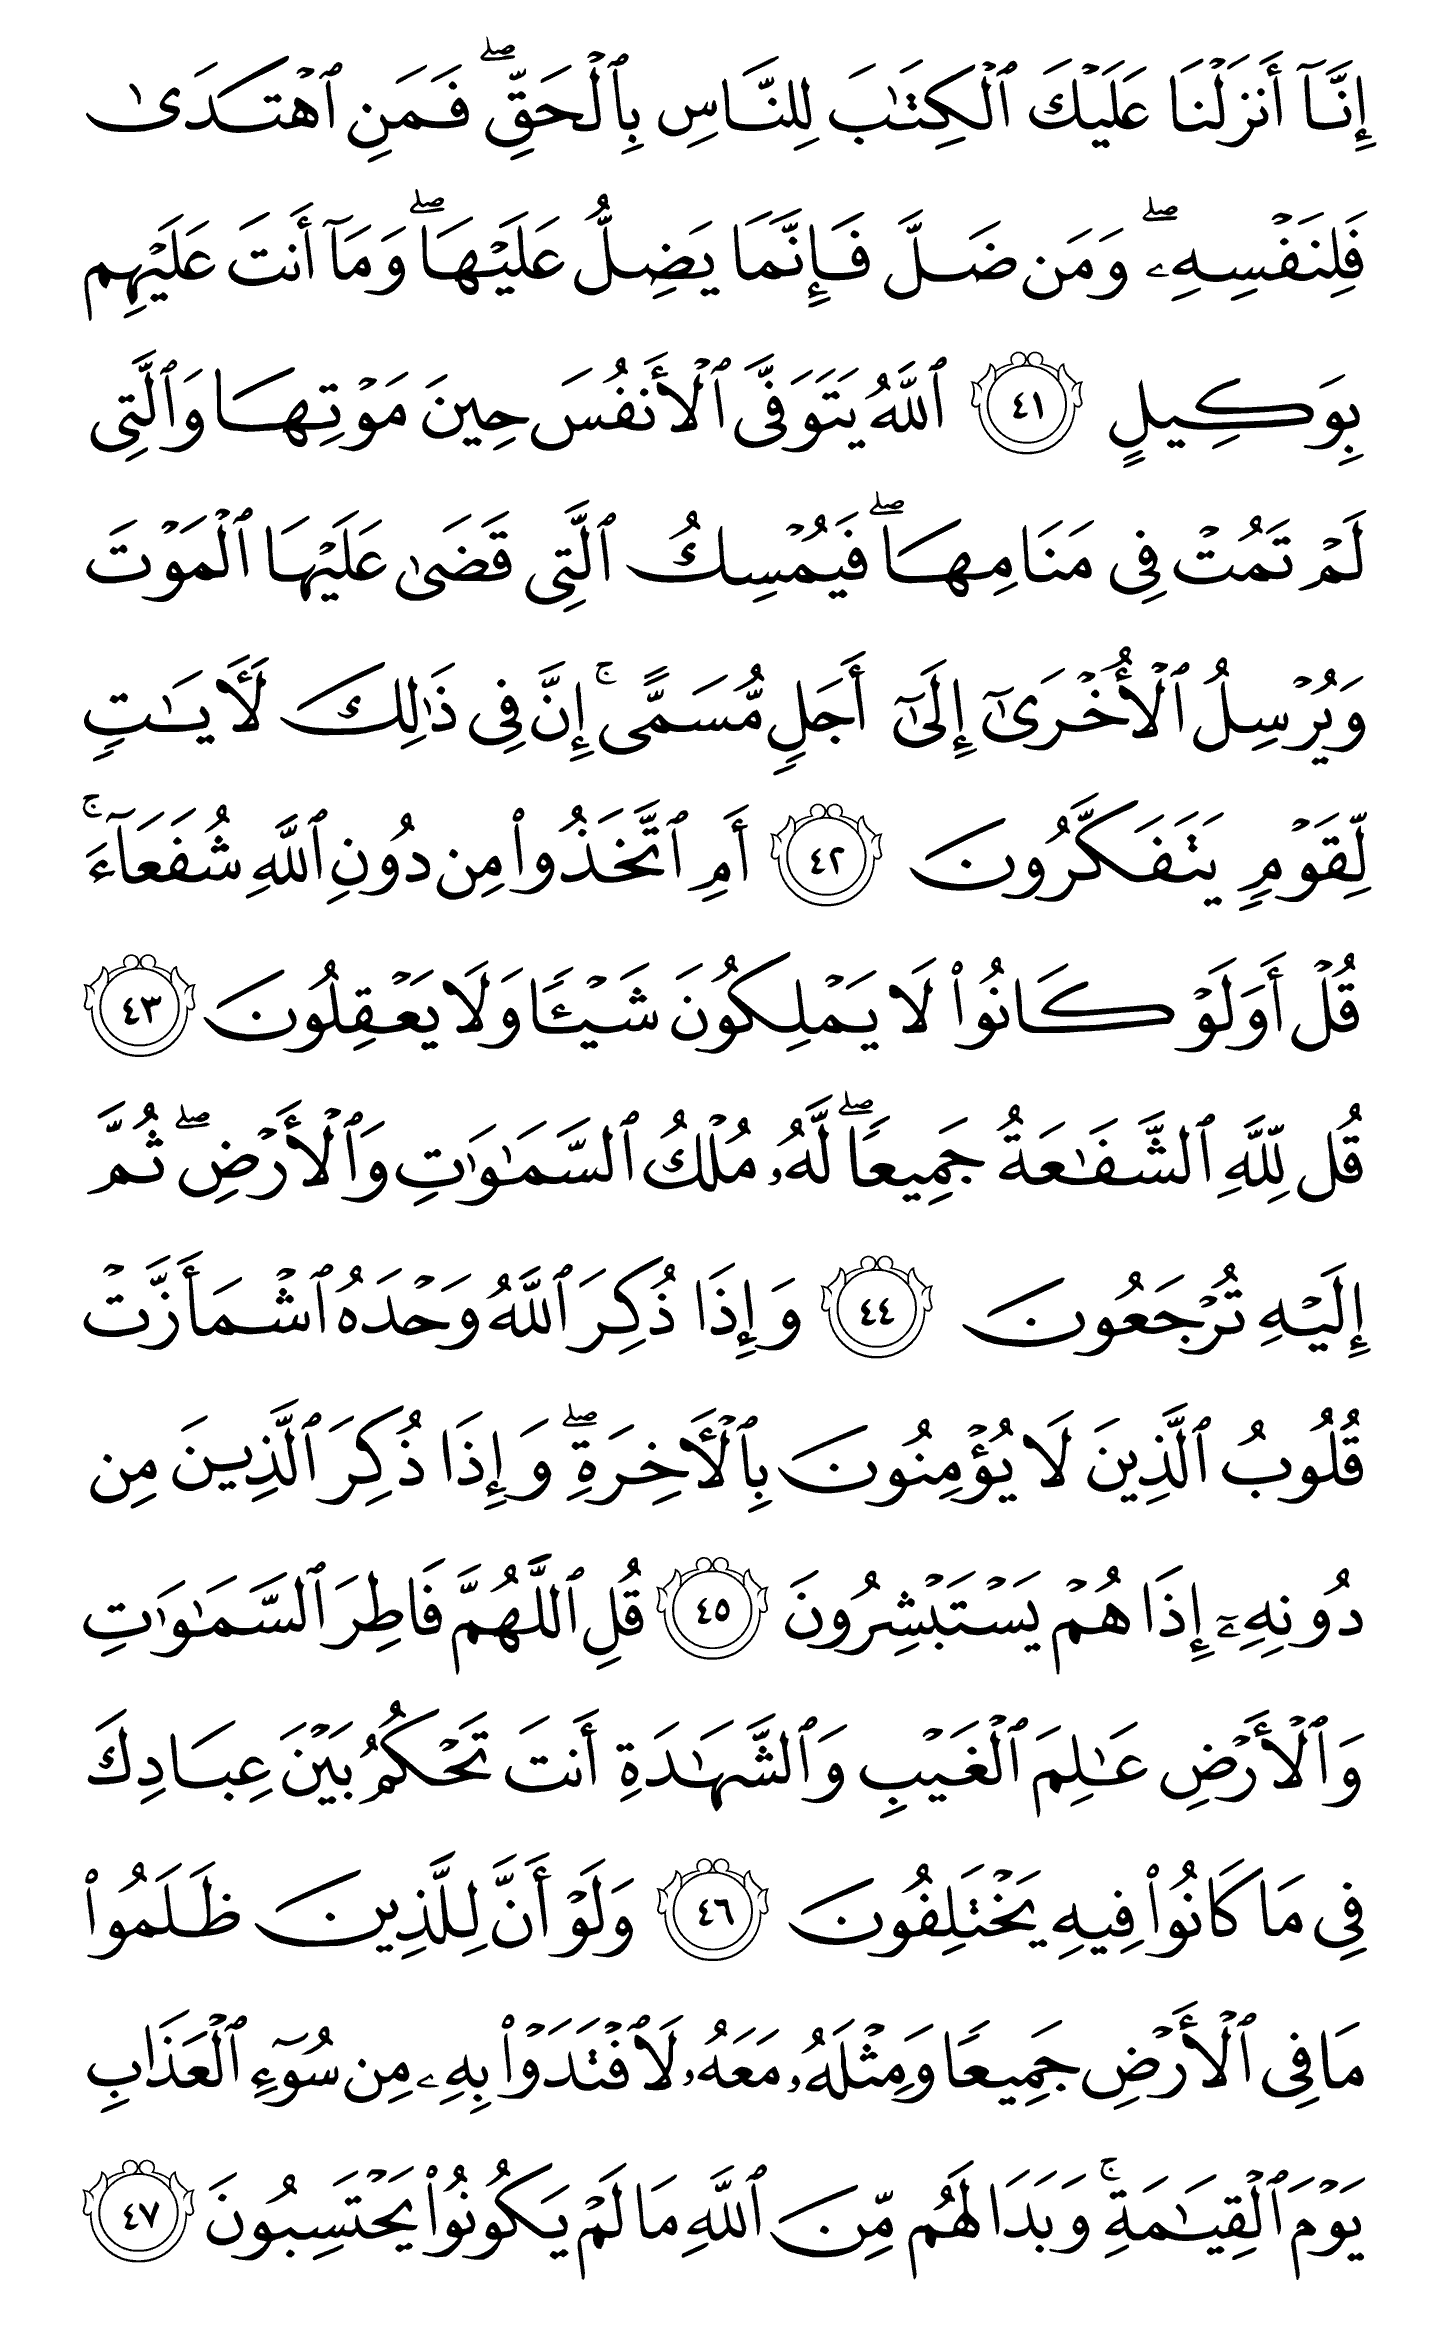 إِنَّآ أَنزَلۡنَا عَلَيۡكَ ٱلۡكِتَٰبَ لِلنَّاسِ بِٱلۡحَقِّۖ فَمَنِ ٱهۡتَدَىٰ
فَلِنَفۡسِهِۦۖ وَمَن ضَلَّ فَإِنَّمَا يَضِلُّ عَلَيۡهَاۖ وَمَآ أَنتَ عَلَيۡهِم
بِوَكِيلٍ ٤١ ٱللَّهُ يَتَوَفَّى ٱلۡأَنفُسَ حِينَ مَوۡتِهَا وَٱلَّتِي
لَمۡ تَمُتۡ فِي مَنَامِهَاۖ فَيُمۡسِكُ ٱلَّتِي قَضَىٰ عَلَيۡهَا ٱلۡمَوۡتَ
وَيُرۡسِلُ ٱلۡأُخۡرَىٰٓ إِلَىٰٓ أَجَلٖ مُّسَمًّىۚ إِنَّ فِي ذَٰلِكَ لَأٓيَٰتٖ
لِّقَوۡمٖ يَتَفَكَّرُونَ ٤٢ أَمِ ٱتَّخَذُواْ مِن دُونِ ٱللَّهِ شُفَعَآءَۚ
قُلۡ أَوَلَوۡ كَانُواْ لَا يَمۡلِكُونَ شَيۡـٔٗا وَلَا يَعۡقِلُونَ ٤٣
قُل لِّلَّهِ ٱلشَّفَٰعَةُ جَمِيعٗاۖ لَّهُۥ مُلۡكُ ٱلسَّمَٰوَٰتِ وَٱلۡأَرۡضِۖ ثُمَّ
إِلَيۡهِ تُرۡجَعُونَ ٤٤ وَإِذَا ذُكِرَ ٱللَّهُ وَحۡدَهُ ٱشۡمَأَزَّتۡ
قُلُوبُ ٱلَّذِينَ لَا يُؤۡمِنُونَ بِٱلۡأٓخِرَةِۖ وَإِذَا ذُكِرَ ٱلَّذِينَ مِن
دُونِهِۦٓ إِذَا هُمۡ يَسۡتَبۡشِرُونَ ٤٥ قُلِ ٱللَّهُمَّ فَاطِرَ ٱلسَّمَٰوَٰتِ
وَٱلۡأَرۡضِ عَٰلِمَ ٱلۡغَيۡبِ وَٱلشَّهَٰدَةِ أَنتَ تَحۡكُمُ بَيۡنَ عِبَادِكَ
فِي مَا كَانُواْ فِيهِ يَخۡتَلِفُونَ ٤٦ وَلَوۡ أَنَّ لِلَّذِينَ ظَلَمُواْ
مَا فِي ٱلۡأَرۡضِ جَمِيعٗا وَمِثۡلَهُۥ مَعَهُۥ لَٱفۡتَدَوۡاْ بِهِۦ مِن سُوٓءِ ٱلۡعَذَابِ
يَوۡمَ ٱلۡقِيَٰمَةِۚ وَبَدَا لَهُم مِّنَ ٱللَّهِ مَا لَمۡ يَكُونُواْ يَحۡتَسِبُونَ ٤٧